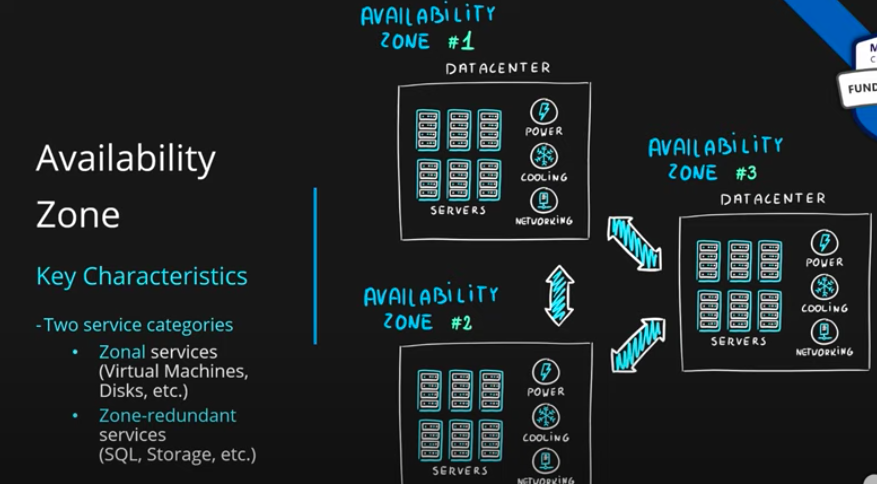 Availability
Zone
Key Characteristics
-Two service categories
• Zonal services
(Virtual Machines,
Disks, etc.)
• Zone-redundant
services
(SQL, Storage, etc.)
AVAILABILITY
ZONE #1
DATACENTER
POWER
COOLING
NETWORKING
SERVERS
AVAILABILITY
ZONE #2
POWER
COOLING
NETWORKING
SERVERS
AVAILABILITY
ZONE #3
DATACENTER
POWER
COOLING
NETWORKING
SERVERS